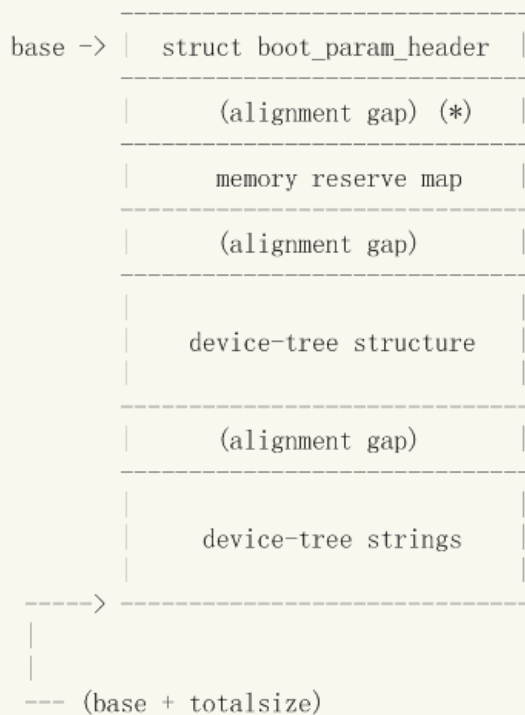 base -> | struct boot_param_header |
(alignment gap) (*)
memory reserve map
(alignment gap)
device-tree structure
(alignment gap)
device-tree strings
----->
--- (base + totalsize)